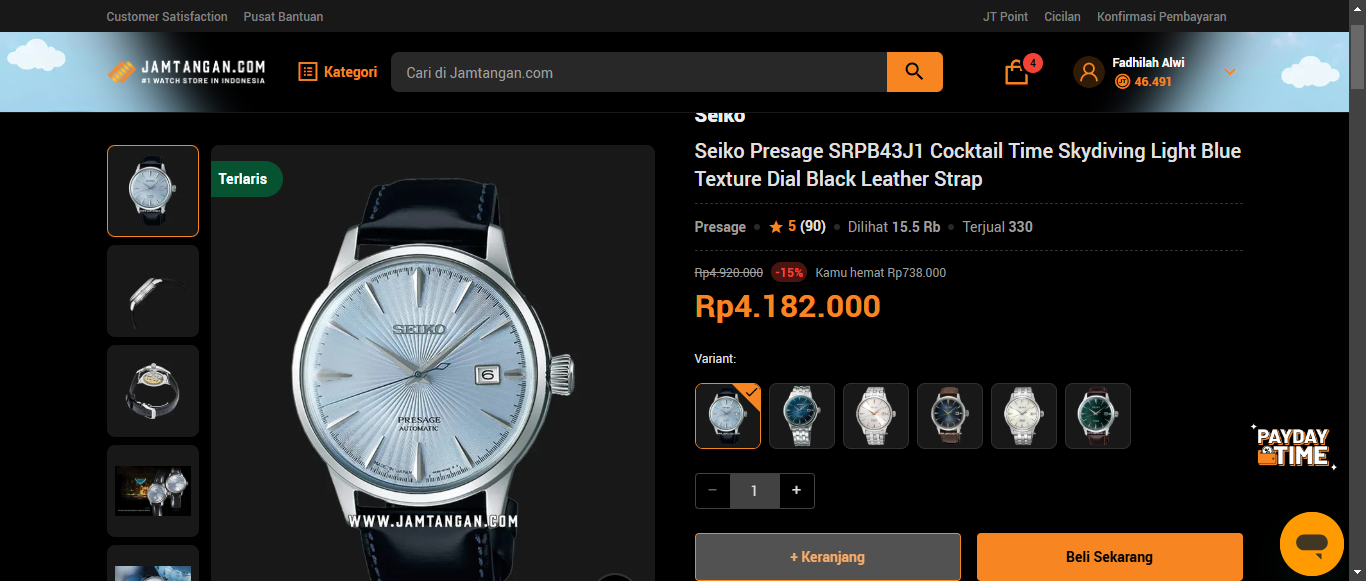 Customer Satisfaction Pusat Bantuan JT Point Cicilan Konfirmasi Pembayaran
JAMTANGAN.COM
#1 WATCH STORE IN INDONESIA
Kategori
Cari di Jamtangan.com
4
Fadhilah Alwi
46.491
Seiko
Seiko Presage SRPB43J1 Cocktail Time Skydiving Light Blue
Texture Dial Black Leather Strap
Presage 5 (90) Dilihat 15.5 Rb Terjual 330
Rp4.920.000 -15% Kamu hemat Rp738.000
Rp4.182.000
Variant:
− 1 +
+ Keranjang Beli Sekarang
Terlaris
SEIKO
6
PRESAGE
AUTOMATIC
WWW.JAMTANGAN.COM
PAYDAY
TIME